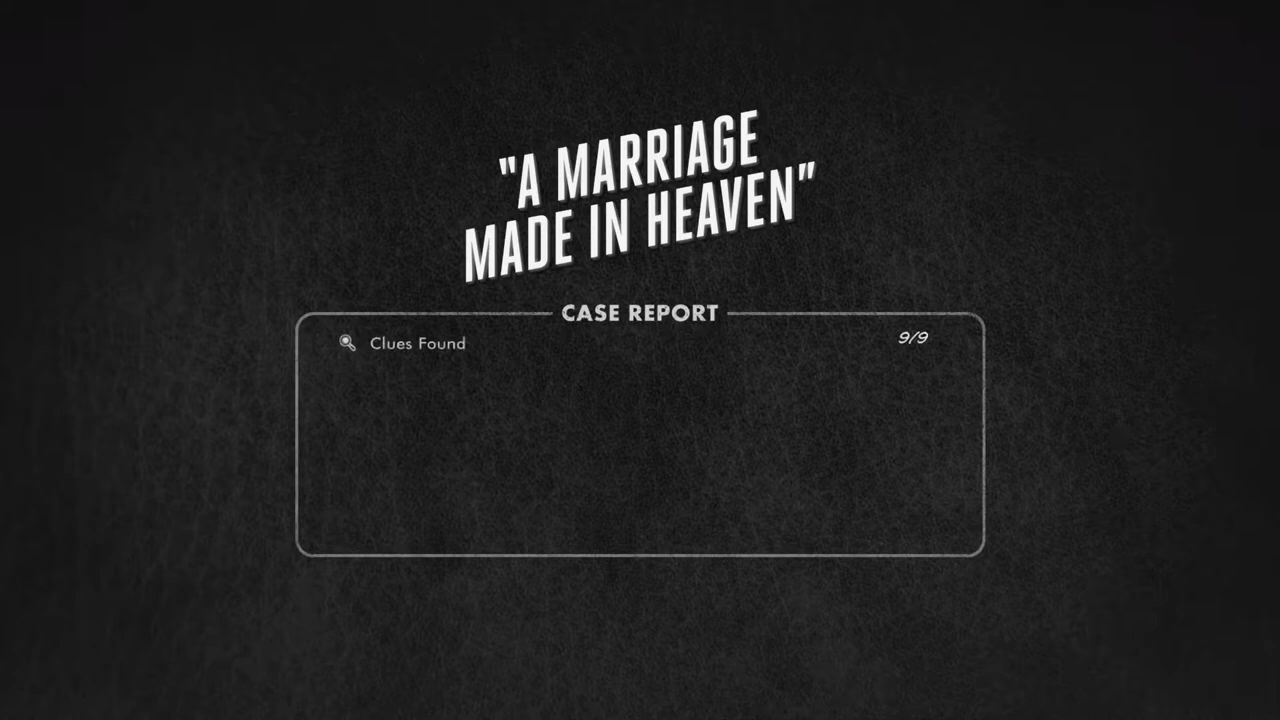 "A MARRIAGE
MADE IN HEAVEN"
CASE REPORT
Clues Found 9/9